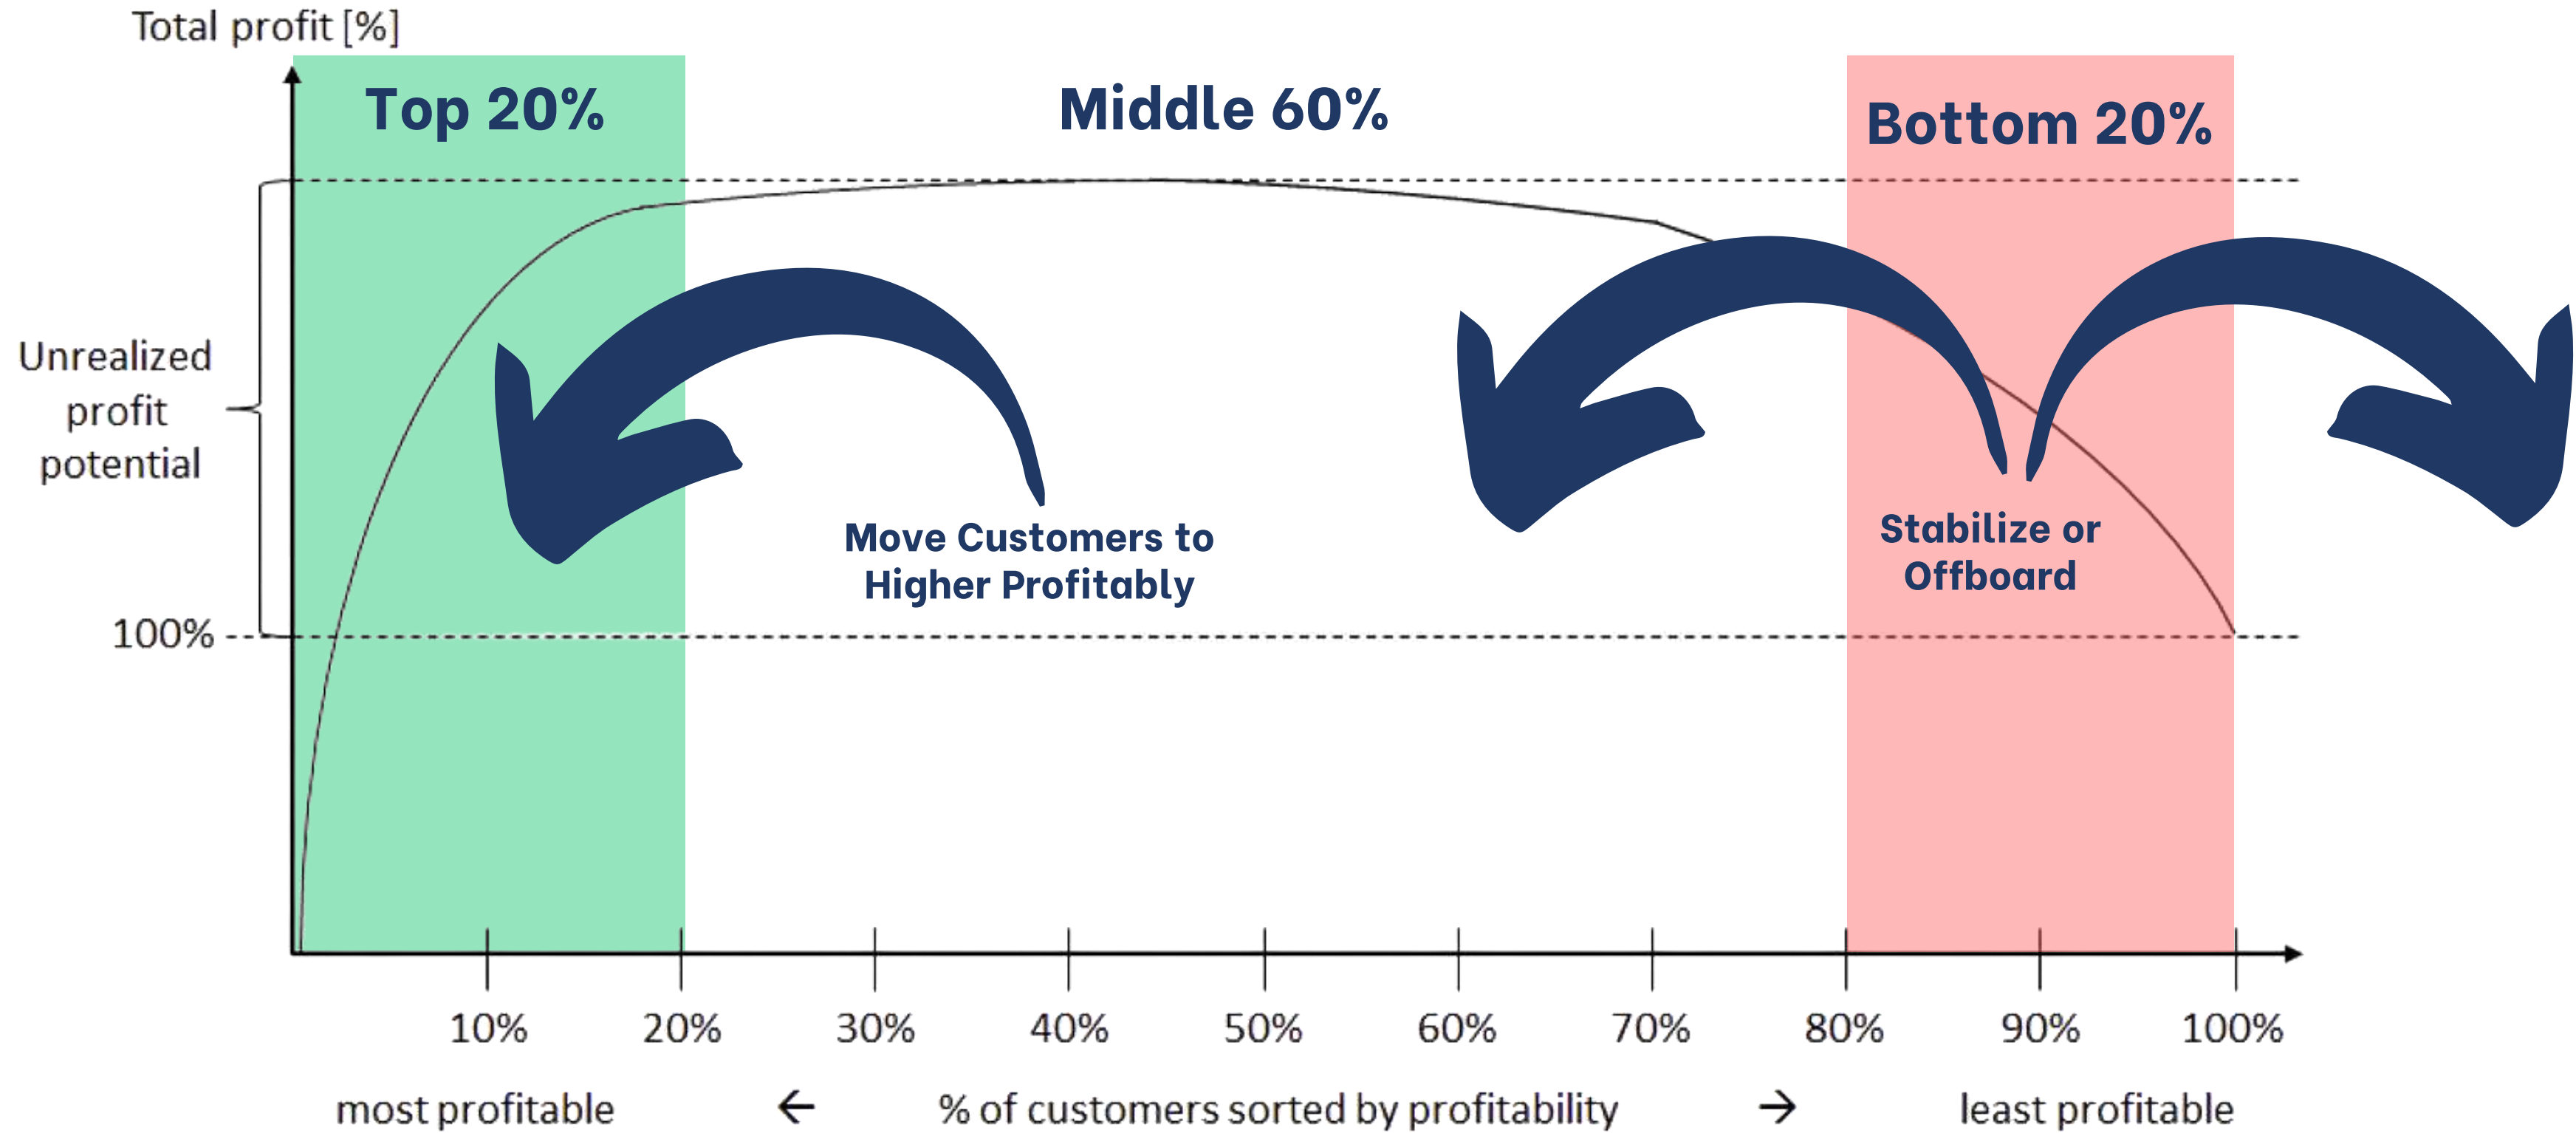 Total profit [%]
Top 20%
Middle 60%
Bottom 20%
Unrealized
profit
potential
Move Customers to
Higher Profitably
Stabilize or
Offboard
100%
10% 20% 30% 40% 50% 60% 70% 80% 90% 100%
most profitable ← % of customers sorted by profitability → least profitable